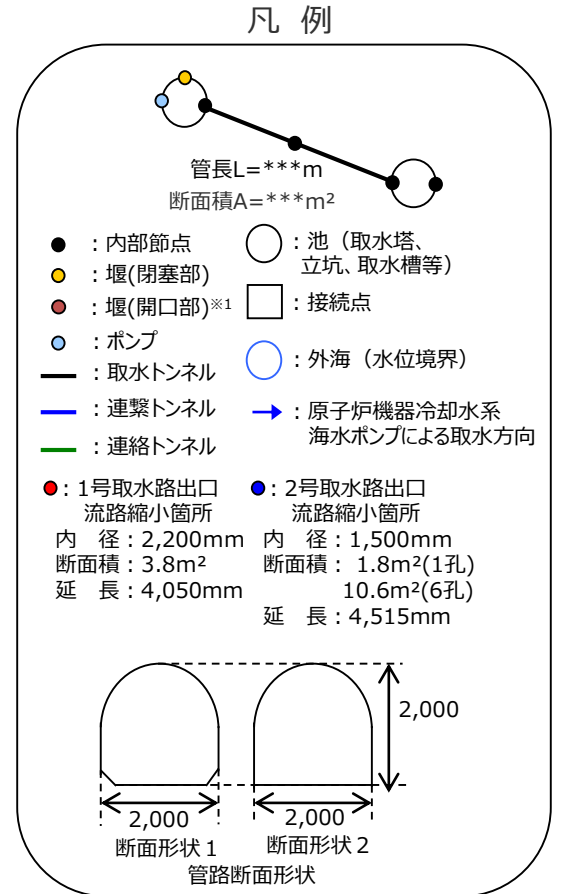 凡 例
管長L=***m
断面積A=***m²
：内部節点
：堰(閉塞部)
：堰(開口部)※1
：ポンプ
：取水トンネル
：連繋トンネル
：連絡トンネル
：池（取水塔、
立坑、取水槽等）
：接続点
：外海（水位境界）
：原子炉機器冷却水系
海水ポンプによる取水方向
：1号取水路出口
流路縮小箇所
内　径：2,200mm
断面積：3.8m²
延　長：4,050mm
：2号取水路出口
流路縮小箇所
内　径：1,500mm
断面積： 1.8m²(1孔)
10.6m²(6孔)
延　長：4,515mm
2,000
2,000
2,000
断面形状１
断面形状２
管路断面形状